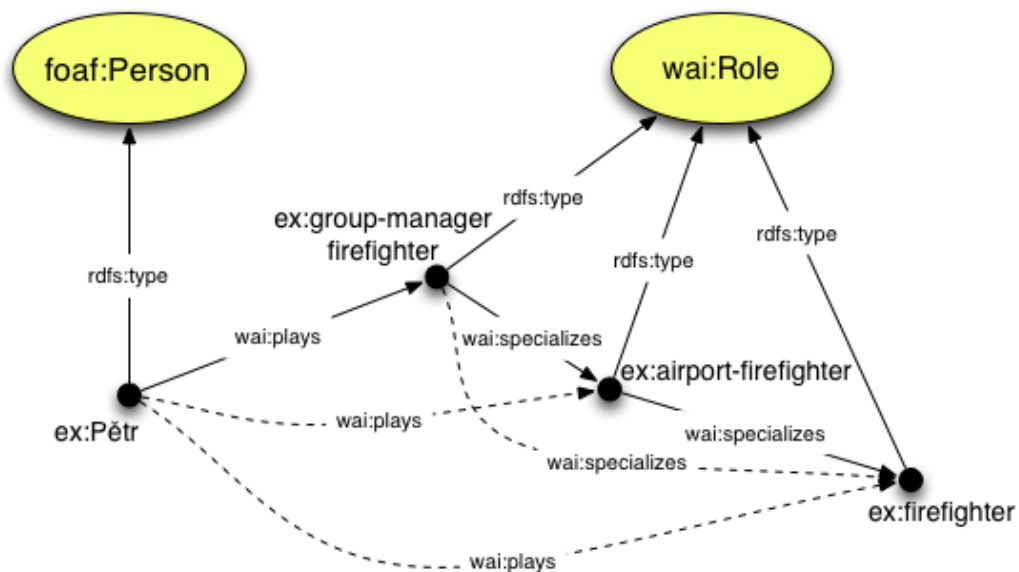 foaf:Person
wai:Role
rdfs:type
ex:group-manager
firefighter
rdfs:type
rdfs:type
rdfs:type
wai:plays
wai:specializes
ex:airport-firefighter
ex:Pětr
wai:plays
wai:specializes
wai:specializes
ex:firefighter
wai:plays